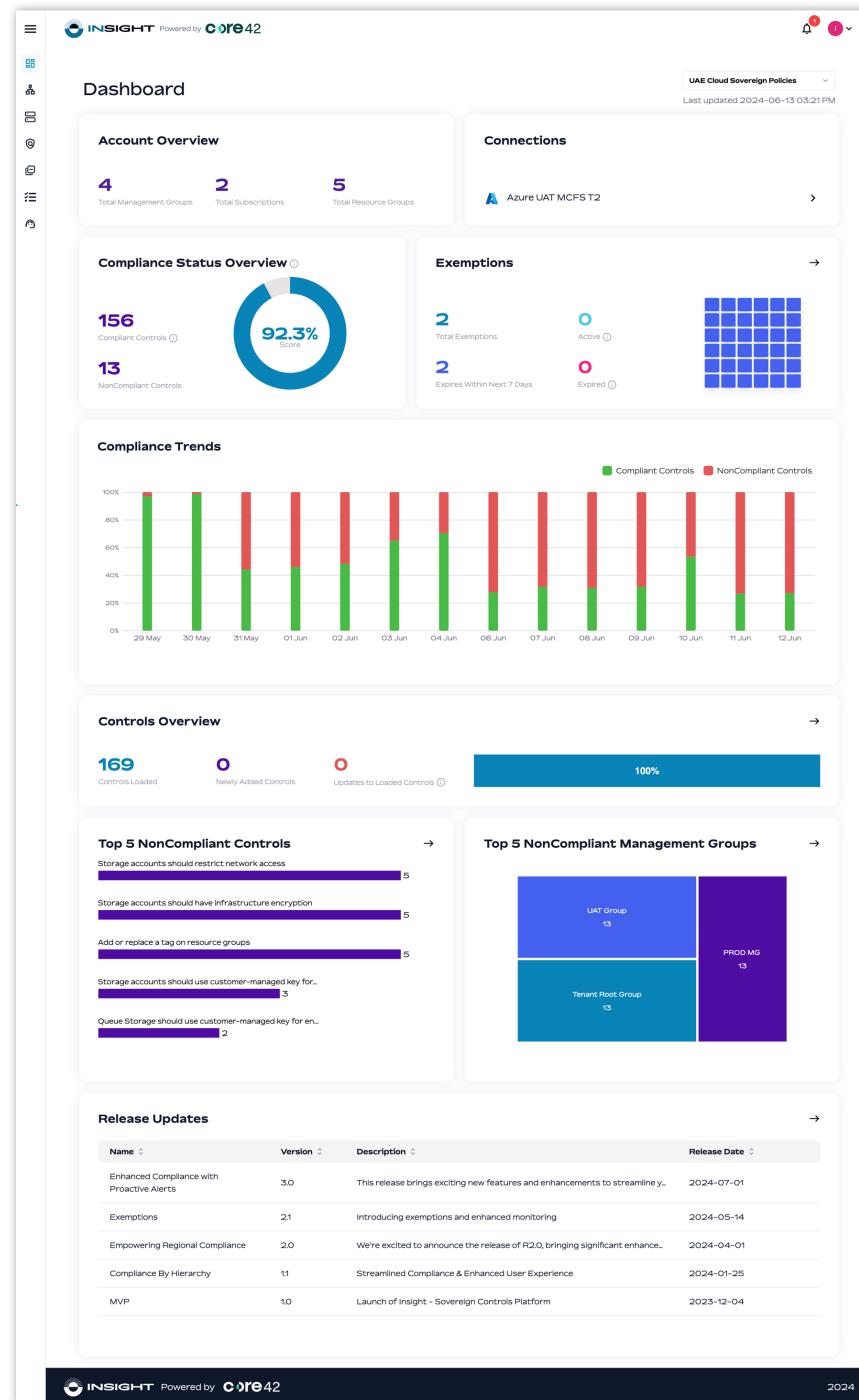 INSIGHT Powered by core42
1
I
Dashboard
UAE Cloud Sovereign Policies
Last updated 2024-06-13 03:21 PM
Account Overview
4
Total Management Groups
2
Total Subscriptions
5
Total Resource Groups
Connections
Azure UAT MCFS T2
Compliance Status Overview
156
Compliant Controls
13
NonCompliant Controls
92.3%
Score
Exemptions
2
Total Exemptions
0
Active
2
Expires Within Next 7 Days
0
Expired
Compliance Trends
Compliant Controls NonCompliant Controls
100%
80%
60%
40%
20%
0%
29 May 30 May 31 May 01 Jun 02 Jun 03 Jun 04 Jun 06 Jun 07 Jun 08 Jun 09 Jun 10 Jun 11 Jun 12 Jun
Controls Overview
169
Controls Loaded
0
Newly Added Controls
0
Updates to Loaded Controls
100%
Top 5 NonCompliant Controls
Storage accounts should restrict network access
5
Storage accounts should have infrastructure encryption
5
Add or replace a tag on resource groups
5
Storage accounts should use customer-managed key for...
3
Queue Storage should use customer-managed key for en...
2
Top 5 NonCompliant Management Groups
UAT Group
13
Tenant Root Group
13
PROD MG
13
Release Updates
Name Version Description Release Date
Enhanced Compliance with
Proactive Alerts
3.0 This release brings exciting new features and enhancements to streamline y... 2024-07-01
Exemptions 2.1 Introducing exemptions and enhanced monitoring 2024-05-14
Empowering Regional Compliance 2.0 We're excited to announce the release of R2.0, bringing significant enhance... 2024-04-01
Compliance By Hierarchy 1.1 Streamlined Compliance & Enhanced User Experience 2024-01-25
MVP 1.0 Launch of Insight - Sovereign Controls Platform 2023-12-04
INSIGHT Powered by core42
2024